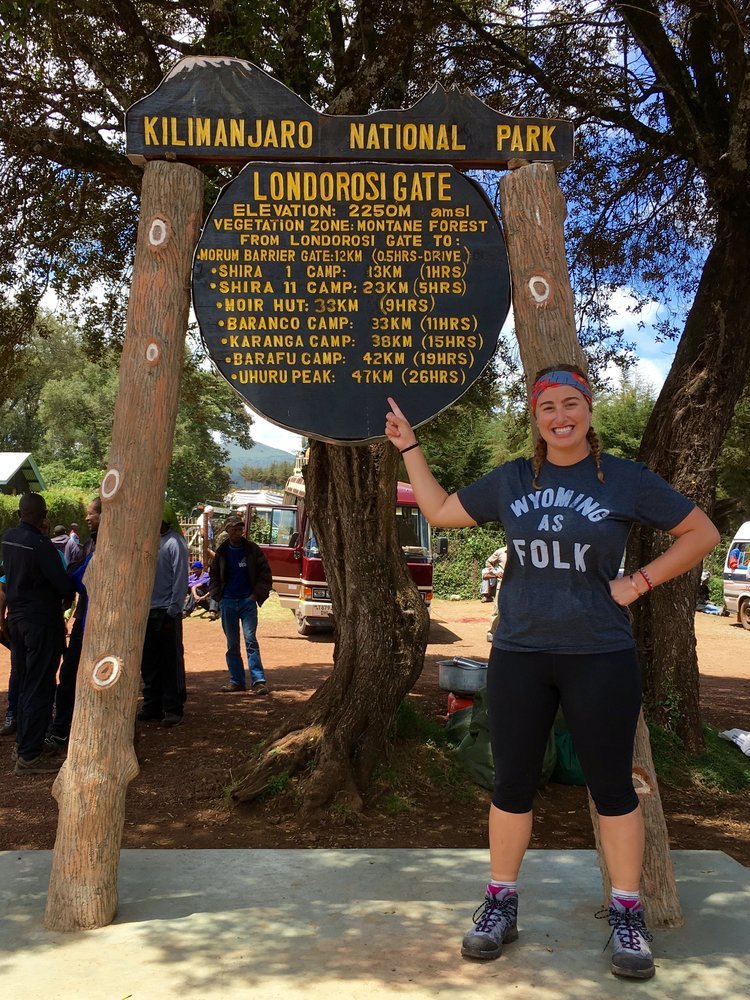 KILIMANJARO NATIONAL PARK
LONDOROSI GATE
ELEVATION: 2250M amsl
VEGETATION ZONE: MONTANE FOREST
FROM LONDOROSI GATE TO:
MORUM BARRIER GATE: 12KM (0.5HRS-DRIVE)
•SHIRA 1 CAMP: 13KM (1HRS)
•SHIRA 11 CAMP: 23KM (5HRS)
•MOIR HUT: 33KM (9HRS)
•BARANCO CAMP: 33KM (11HRS)
•KARANGA CAMP: 38KM (15HRS)
•BARAFU CAMP: 42KM (19HRS)
•UHURU PEAK: 47KM (26HRS)
WYOMING
AS
FOLK